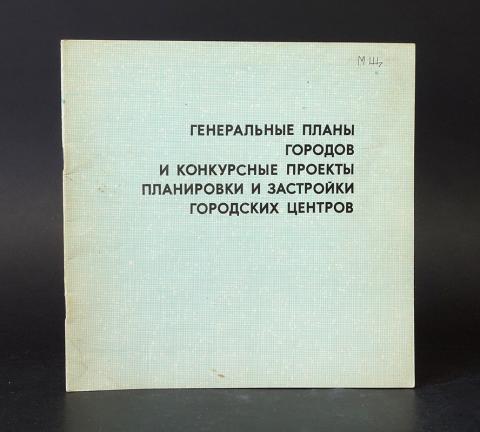 М Щ,
ГЕНЕРАЛЬНЫЕ ПЛАНЫ
ГОРОДОВ
И КОНКУРСНЫЕ ПРОЕКТЫ
ПЛАНИРОВКИ И ЗАСТРОЙКИ
ГОРОДСКИХ ЦЕНТРОВ